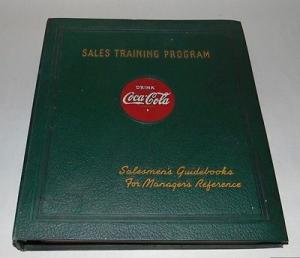 SALES TRAINING PROGRAM
DRINK
Coca-Cola
Salesmen's Guidebooks
For Manager's Reference